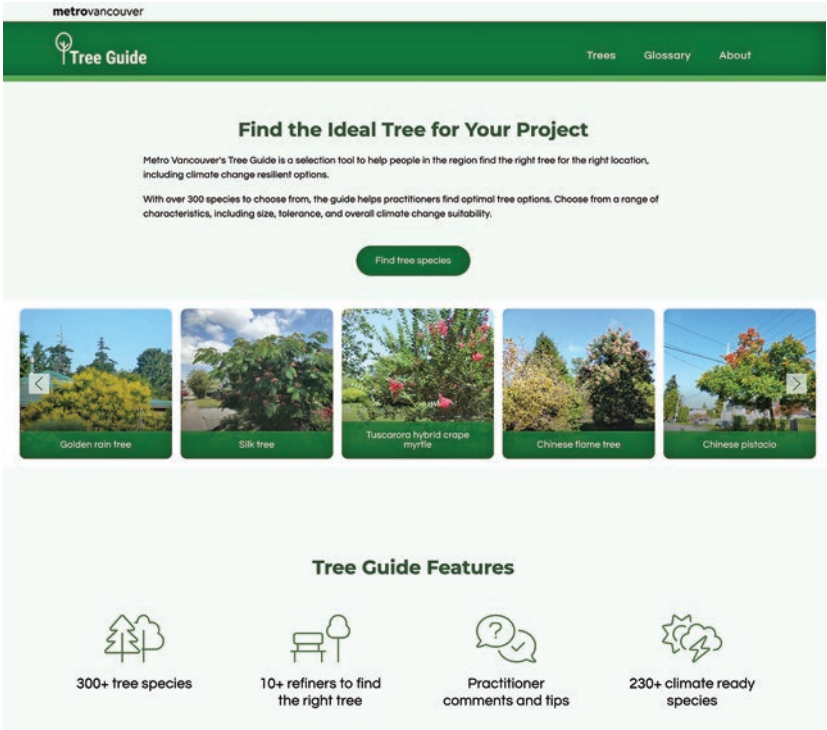 metrovancouver
Tree Guide
Trees Glossary About
Find the Ideal Tree for Your Project
Metro Vancouver's Tree Guide is a selection tool to help people in the region find the right tree for the right location,
including climate change resilient options.
With over 300 species to choose from, the guide helps practitioners find optimal tree options. Choose from a range of
characteristics, including size, tolerance, and overall climate change suitability.
Find tree species
Golden rain tree
Silk tree
Tuscarora hybrid crape
myrtle
Chinese flame tree
Chinese pistacio
Tree Guide Features
300+ tree species
10+ refiners to find
the right tree
Practitioner
comments and tips
230+ climate ready
species